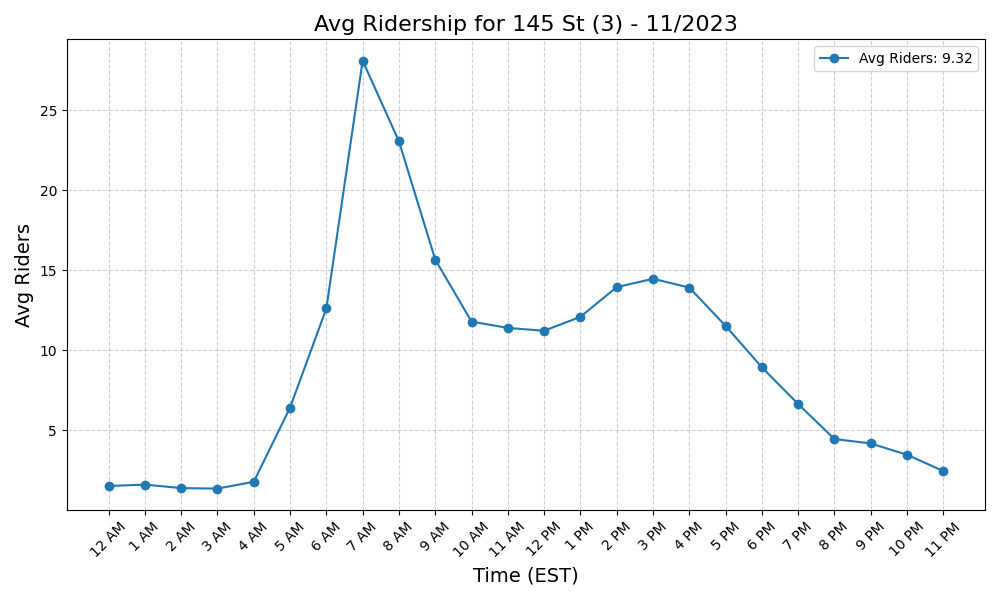 Avg Ridership for 145 St (3) - 11/2023
Avg Riders: 9.32
Avg Riders
25
20
15
10
5
12 AM
1 AM
2 AM
3 AM
4 AM
5 AM
6 AM
7 AM
8 AM
9 AM
10 AM
11 AM
12 PM
1 PM
2 PM
3 PM
4 PM
5 PM
6 PM
7 PM
8 PM
9 PM
10 PM
11 PM
Time (EST)